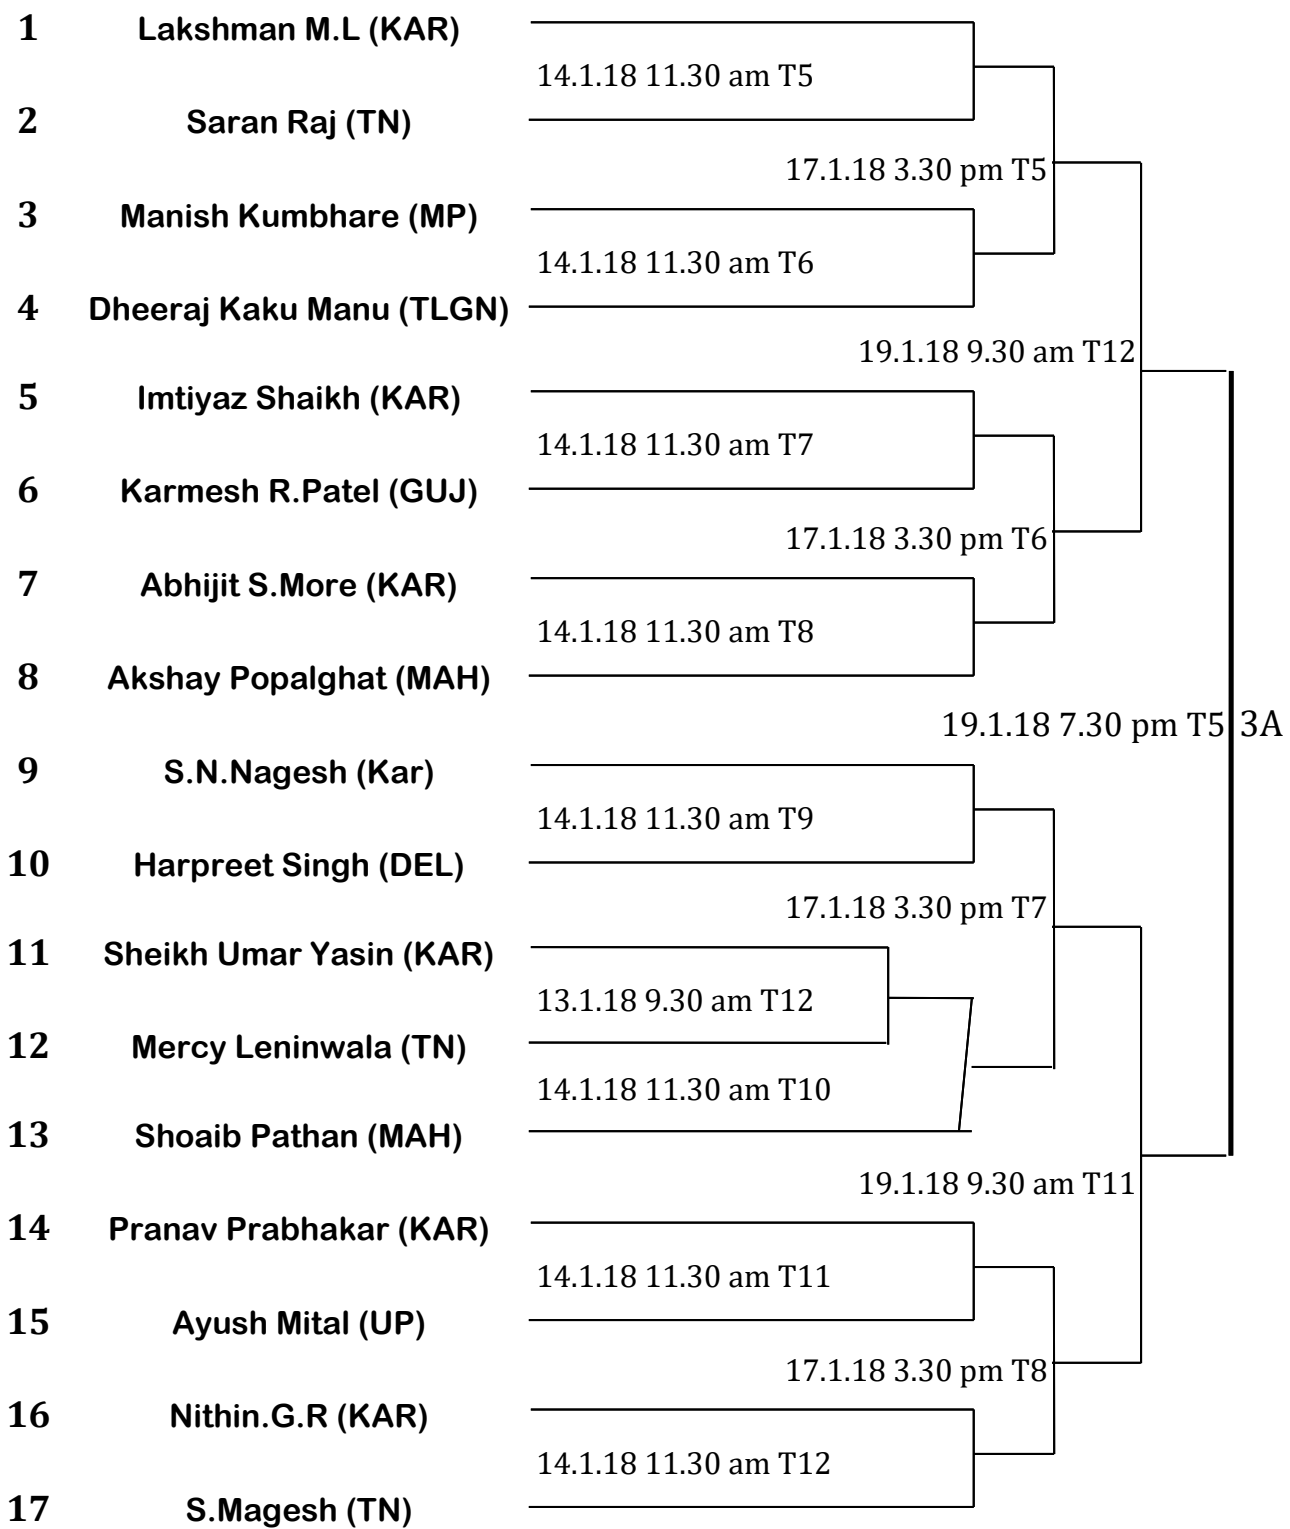 1 Lakshman M.L (KAR)
14.1.18 11.30 am T5
2 Saran Raj (TN)
17.1.18 3.30 pm T5
3 Manish Kumbhare (MP)
14.1.18 11.30 am T6
4 Dheeraj Kaku Manu (TLGN)
19.1.18 9.30 am T12
5 Imtiyaz Shaikh (KAR)
14.1.18 11.30 am T7
6 Karmesh R.Patel (GUJ)
17.1.18 3.30 pm T6
7 Abhijit S.More (KAR)
14.1.18 11.30 am T8
8 Akshay Popalghat (MAH)
19.1.18 7.30 pm T5 3A
9 S.N.Nagesh (Kar)
14.1.18 11.30 am T9
10 Harpreet Singh (DEL)
17.1.18 3.30 pm T7
11 Sheikh Umar Yasin (KAR)
13.1.18 9.30 am T12
12 Mercy Leninwala (TN)
14.1.18 11.30 am T10
13 Shoaib Pathan (MAH)
19.1.18 9.30 am T11
14 Pranav Prabhakar (KAR)
14.1.18 11.30 am T11
15 Ayush Mital (UP)
17.1.18 3.30 pm T8
16 Nithin.G.R (KAR)
14.1.18 11.30 am T12
17 S.Magesh (TN)